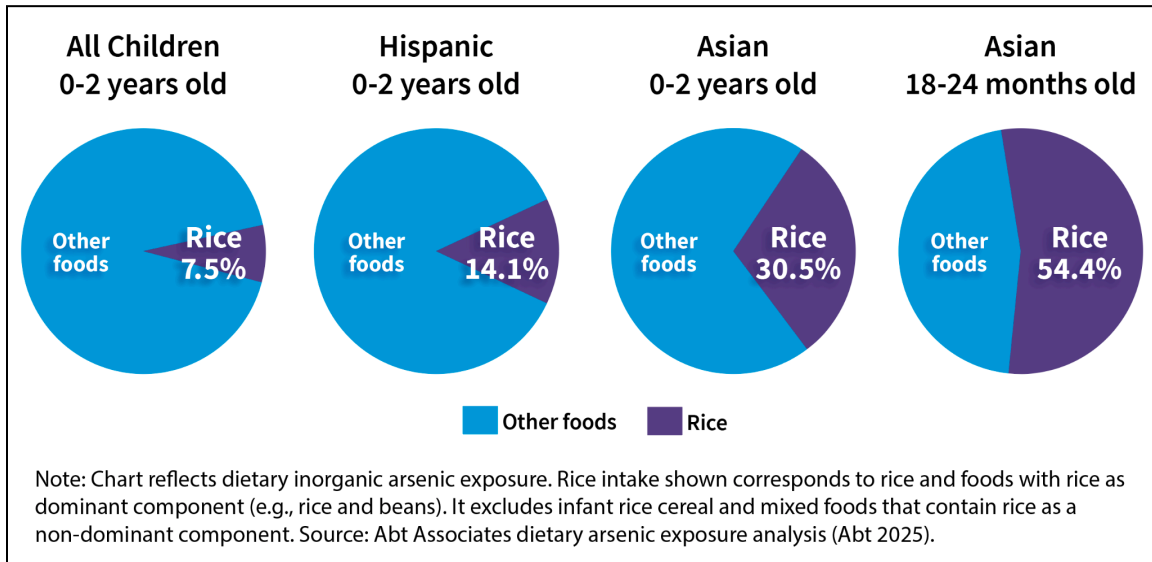 All Children
0-2 years old
Hispanic
0-2 years old
Asian
0-2 years old
Asian
18-24 months old
Other
foods
Rice
7.5%
Other
foods
Rice
14.1%
Other
foods
Rice
30.5%
Other
foods
Rice
54.4%
Other foods
Rice
Note: Chart reflects dietary inorganic arsenic exposure. Rice intake shown corresponds to rice and foods with rice as
dominant component (e.g., rice and beans). It excludes infant rice cereal and mixed foods that contain rice as a
non-dominant component. Source: Abt Associates dietary arsenic exposure analysis (Abt 2025).